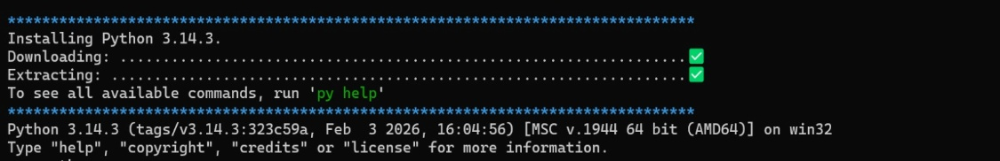 ********************************************************************************
Installing Python 3.14.3.
Downloading: ..................................................................✅
Extracting: ...................................................................✅
To see all available commands, run 'py help'
********************************************************************************
Python 3.14.3 (tags/v3.14.3:323c59a, Feb  3 2026, 16:04:56) [MSC v.1944 64 bit (AMD64)] on win32
Type "help", "copyright", "credits" or "license" for more information.